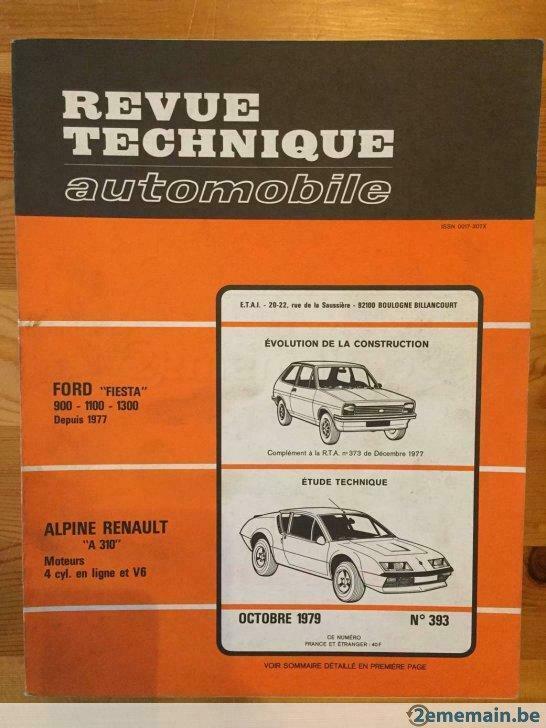 REVUE
TECHNIQUE
automobile
ISSN 0017-307X
E.T.A.I. - 20-22, rue de la Saussière - 92100 BOULOGNE BILLANCOURT
ÉVOLUTION DE LA CONSTRUCTION
FORD "FIESTA"
900 - 1100 - 1300
Depuis 1977
Complément à la R.T.A. n° 373 de Décembre 1977
ÉTUDE TECHNIQUE
ALPINE RENAULT
"A 310"
Moteurs
4 cyl. en ligne et V6
OCTOBRE 1979 N° 393
CE NUMÉRO
FRANCE ET ÉTRANGER : 40 F
VOIR SOMMAIRE DÉTAILLÉ EN PREMIÈRE PAGE
2ememain.be